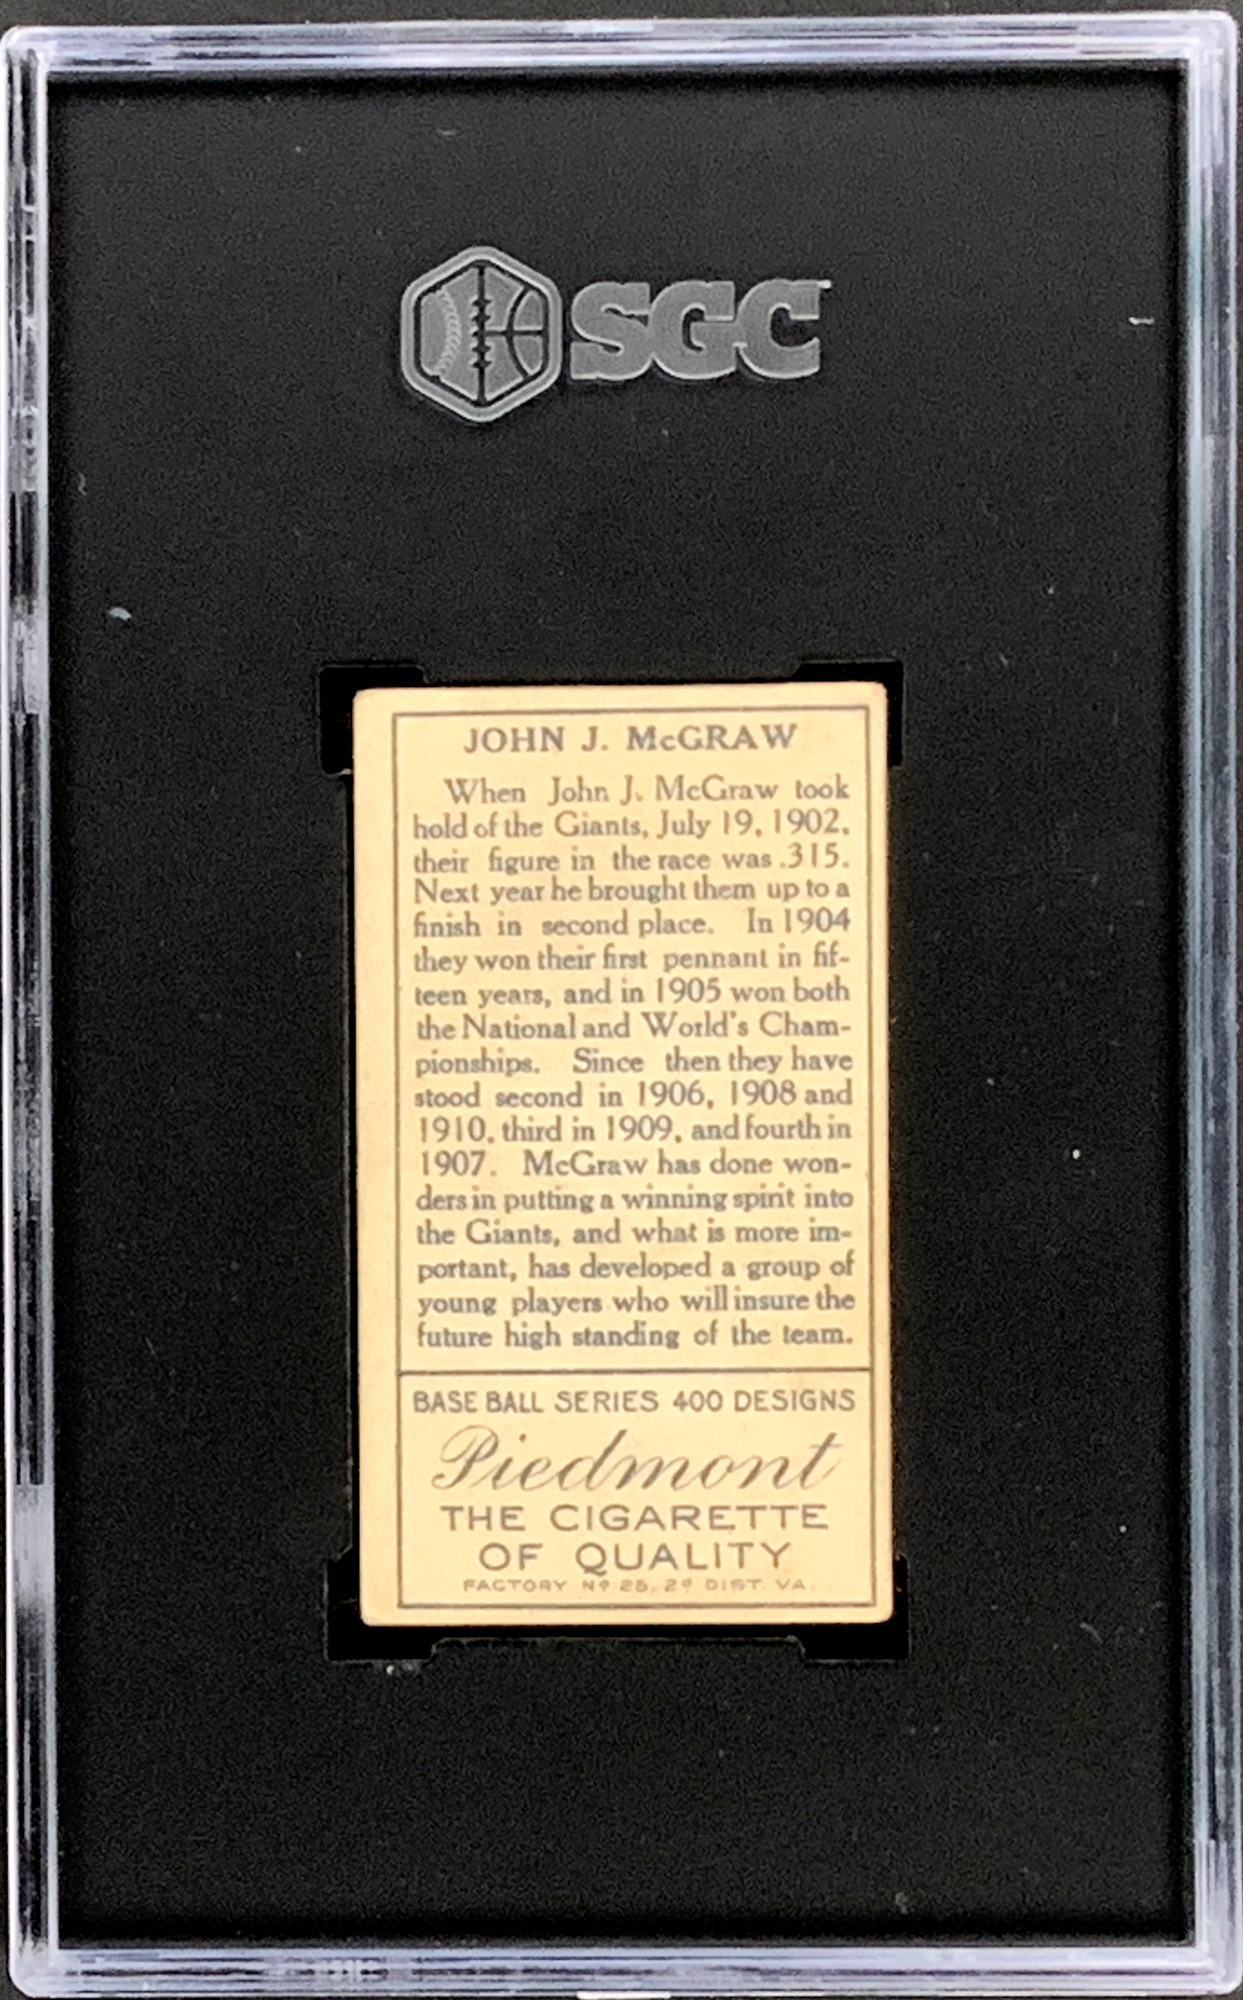 SGC
JOHN J. McGRAW
When John J. McGraw took
hold of the Giants, July 19, 1902,
their figure in the race was .315.
Next year he brought them up to a
finish in second place. In 1904
they won their first pennant in fif-
teen years, and in 1905 won both
the National and World's Cham-
pionships. Since then they have
stood second in 1906, 1908 and
1910, third in 1909, and fourth in
1907. McGraw has done won-
ders in putting a winning spirit into
the Giants, and what is more im-
portant, has developed a group of
young players who will insure the
future high standing of the team.
BASE BALL SERIES 400 DESIGNS
Piedmont
THE CIGARETTE
OF QUALITY
FACTORY Nº 25, 2d DIST. VA.